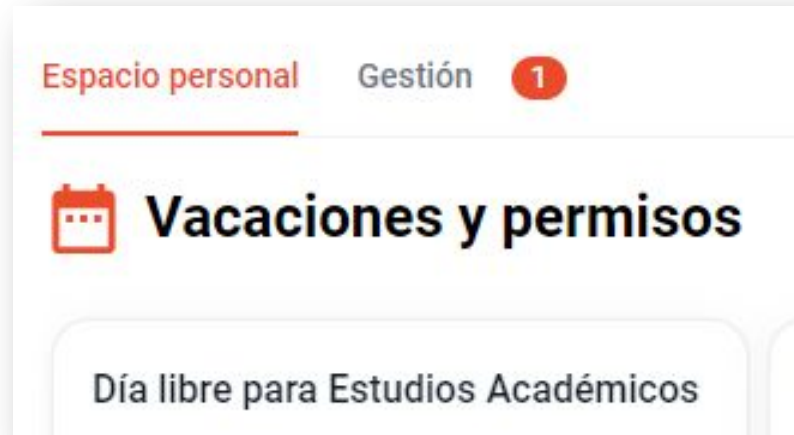 Espacio personal Gestión 1
Vacaciones y permisos
Día libre para Estudios Académicos